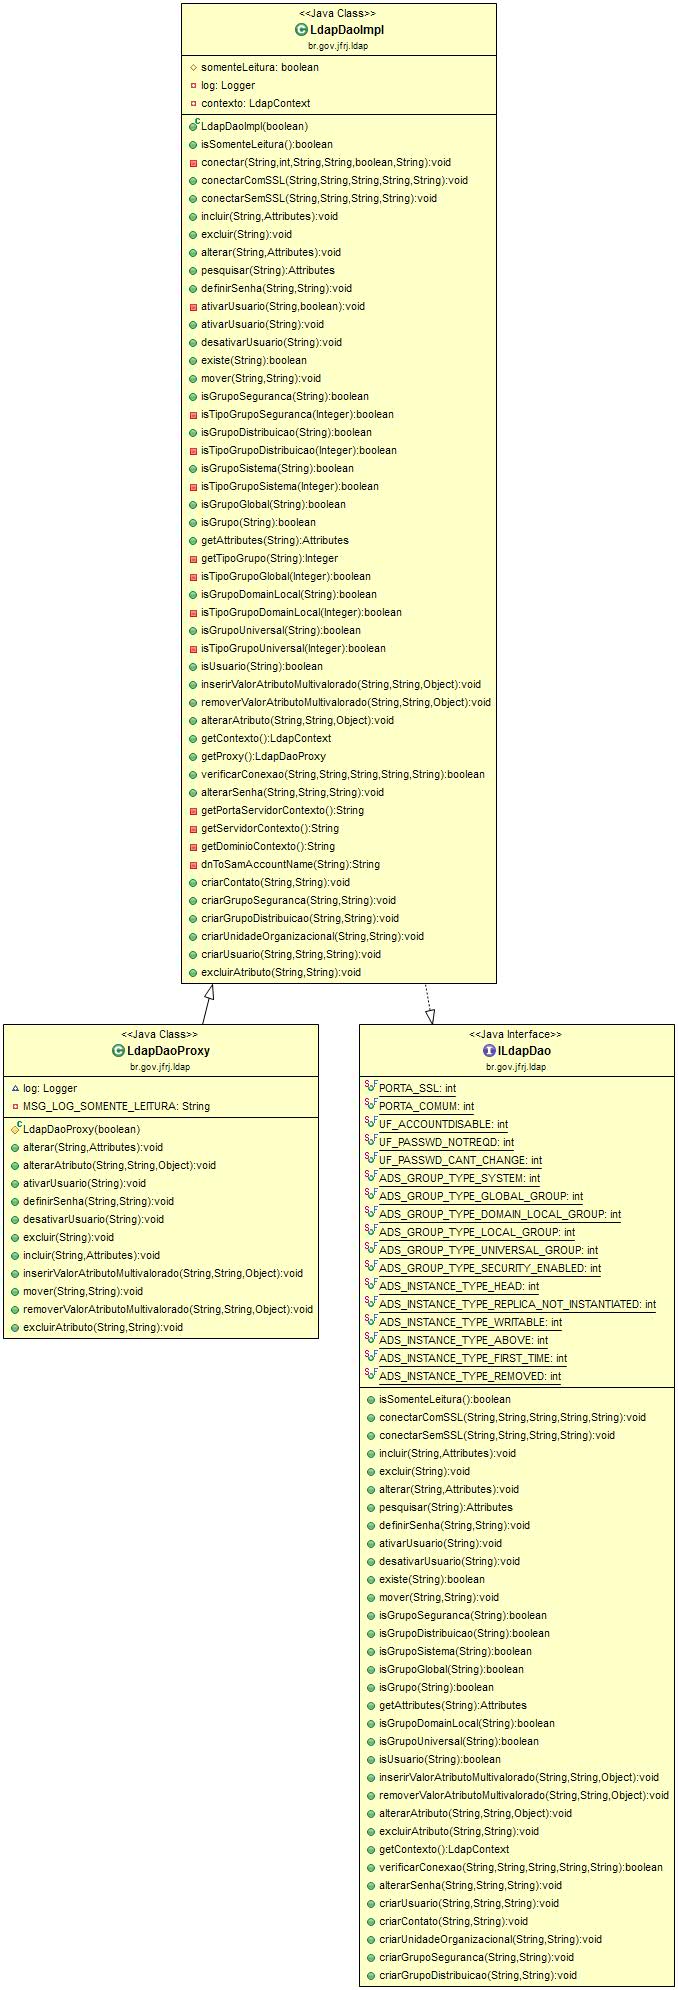 <<Java Class>>
LdapDaoImpl
br.gov.jfrj.ldap
somenteLeitura: boolean
log: Logger
contexto: LdapContext
LdapDaoImpl(boolean)
isSomenteLeitura():boolean
conectar(String,int,String,String,boolean,String):void
conectarComSSL(String,String,String,String,String):void
conectarSemSSL(String,String,String,String):void
incluir(String,Attributes):void
excluir(String):void
alterar(String,Attributes):void
pesquisar(String):Attributes
definirSenha(String,String):void
ativarUsuario(String,boolean):void
ativarUsuario(String):void
desativarUsuario(String):void
existe(String):boolean
mover(String,String):void
isGrupoSeguranca(String):boolean
isTipoGrupoSeguranca(Integer):boolean
isGrupoDistribuicao(String):boolean
isTipoGrupoDistribuicao(Integer):boolean
isGrupoSistema(String):boolean
isTipoGrupoSistema(Integer):boolean
isGrupoGlobal(String):boolean
isGrupo(String):boolean
getAttributes(String):Attributes
getTipoGrupo(String):Integer
isTipoGrupoGlobal(Integer):boolean
isGrupoDomainLocal(String):boolean
isTipoGrupoDomainLocal(Integer):boolean
isGrupoUniversal(String):boolean
isTipoGrupoUniversal(Integer):boolean
isUsuario(String):boolean
inserirValorAtributoMultivalorado(String,String,Object):void
removerValorAtributoMultivalorado(String,String,Object):void
alterarAtributo(String,String,Object):void
getContexto():LdapContext
getProxy():LdapDaoProxy
verificarConexao(String,String,String,String,String):boolean
alterarSenha(String,String,String):void
getPortaServidorContexto():String
getServidorContexto():String
getDominioContexto():String
dnToSamAccountName(String):String
criarContato(String,String):void
criarGrupoSeguranca(String,String):void
criarGrupoDistribuicao(String,String):void
criarUnidadeOrganizacional(String,String):void
criarUsuario(String,String,String):void
excluirAtributo(String,String):void
<<Java Class>>
LdapDaoProxy
br.gov.jfrj.ldap
log: Logger
MSG_LOG_SOMENTE_LEITURA: String
LdapDaoProxy(boolean)
alterar(String,Attributes):void
alterarAtributo(String,String,Object):void
ativarUsuario(String):void
definirSenha(String,String):void
desativarUsuario(String):void
excluir(String):void
incluir(String,Attributes):void
inserirValorAtributoMultivalorado(String,String,Object):void
mover(String,String):void
removerValorAtributoMultivalorado(String,String,Object):void
excluirAtributo(String,String):void
<<Java Interface>>
ILdapDao
br.gov.jfrj.ldap
PORTA_SSL: int
PORTA_COMUM: int
UF_ACCOUNTDISABLE: int
UF_PASSWD_NOTREQD: int
UF_PASSWD_CANT_CHANGE: int
ADS_GROUP_TYPE_SYSTEM: int
ADS_GROUP_TYPE_GLOBAL_GROUP: int
ADS_GROUP_TYPE_DOMAIN_LOCAL_GROUP: int
ADS_GROUP_TYPE_LOCAL_GROUP: int
ADS_GROUP_TYPE_UNIVERSAL_GROUP: int
ADS_GROUP_TYPE_SECURITY_ENABLED: int
ADS_INSTANCE_TYPE_HEAD: int
ADS_INSTANCE_TYPE_REPLICA_NOT_INSTANTIATED: int
ADS_INSTANCE_TYPE_WRITABLE: int
ADS_INSTANCE_TYPE_ABOVE: int
ADS_INSTANCE_TYPE_FIRST_TIME: int
ADS_INSTANCE_TYPE_REMOVED: int
isSomenteLeitura():boolean
conectarComSSL(String,String,String,String,String):void
conectarSemSSL(String,String,String,String):void
incluir(String,Attributes):void
excluir(String):void
alterar(String,Attributes):void
pesquisar(String):Attributes
definirSenha(String,String):void
ativarUsuario(String):void
desativarUsuario(String):void
existe(String):boolean
mover(String,String):void
isGrupoSeguranca(String):boolean
isGrupoDistribuicao(String):boolean
isGrupoSistema(String):boolean
isGrupoGlobal(String):boolean
isGrupo(String):boolean
getAttributes(String):Attributes
isGrupoDomainLocal(String):boolean
isGrupoUniversal(String):boolean
isUsuario(String):boolean
inserirValorAtributoMultivalorado(String,String,Object):void
removerValorAtributoMultivalorado(String,String,Object):void
alterarAtributo(String,String,Object):void
excluirAtributo(String,String):void
getContexto():LdapContext
verificarConexao(String,String,String,String,String):boolean
alterarSenha(String,String,String):void
criarUsuario(String,String,String):void
criarContato(String,String):void
criarUnidadeOrganizacional(String,String):void
criarGrupoSeguranca(String,String):void
criarGrupoDistribuicao(String,String):void